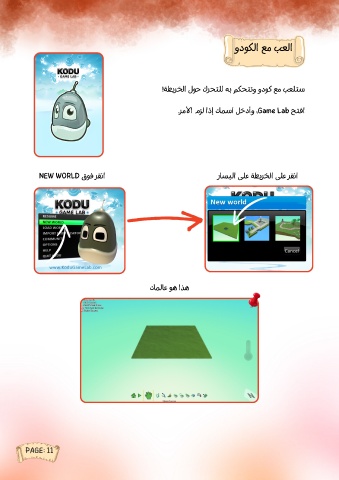 العب مع الكودو
KODU
GAME LAB
ستلعب مع كودو وتتحكم به للتحرك حول الخريطة!
افتح Game Lab، وأدخل اسمك إذا لزم الأمر.
انقر فوق NEW WORLD
انقر على الخريطة على اليسار
KODU
GAME LAB
RESUME
NEW WORLD
LOAD WORLD
IMPORT
COMMUNITY
OPTIONS
HELP
www.KoduGameLab.com
KODU
New world
Cancel
هذا هو عالمك
PAGE: 11